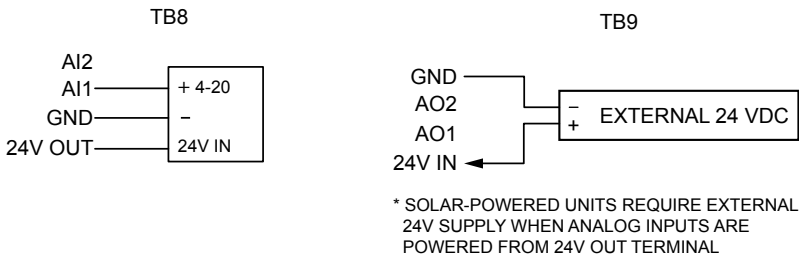 TB8
AI2
AI1
GND
24V OUT
+ 4-20
–
24V IN
TB9
GND
AO2
AO1
24V IN
–
+
EXTERNAL 24 VDC
* SOLAR-POWERED UNITS REQUIRE EXTERNAL
24V SUPPLY WHEN ANALOG INPUTS ARE
POWERED FROM 24V OUT TERMINAL